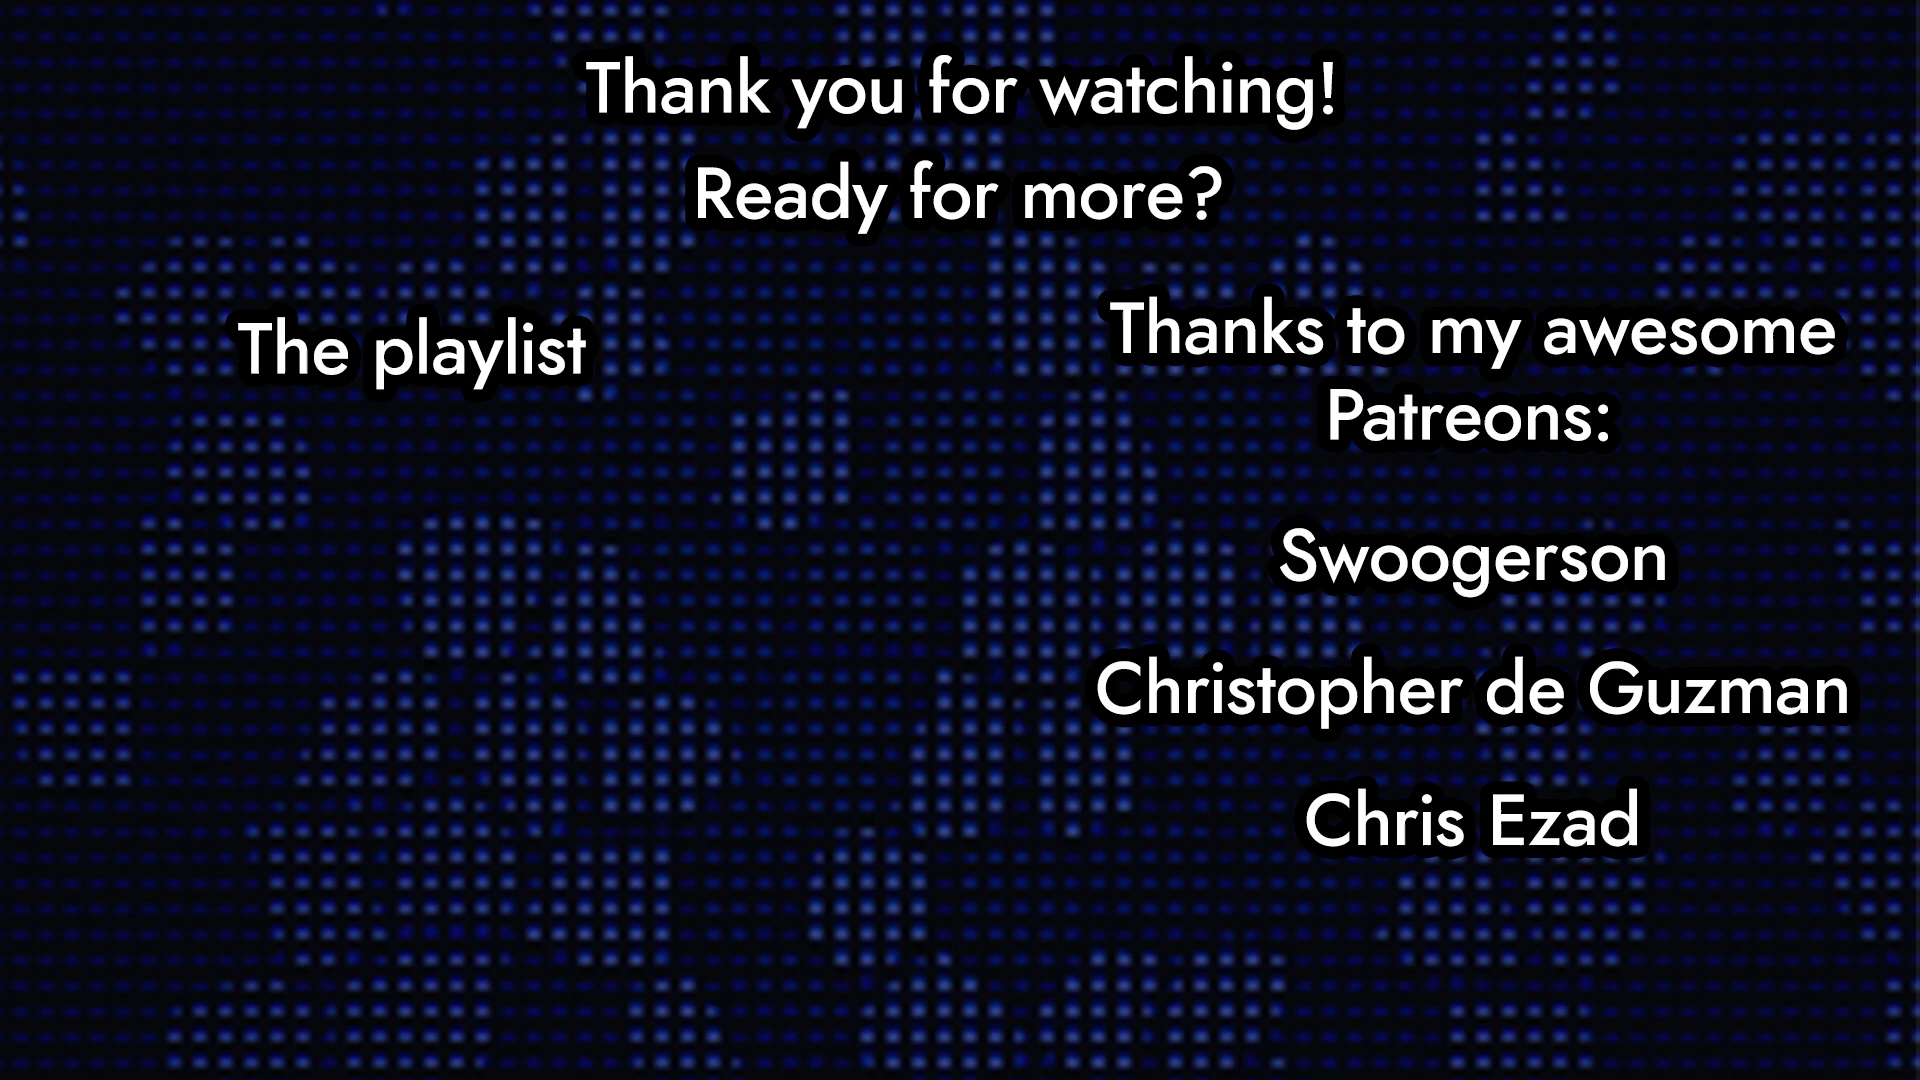 Thank you for watching!
Ready for more?
The playlist
Thanks to my awesome
Patreons:
Swoogerson
Christopher de Guzman
Chris Ezad